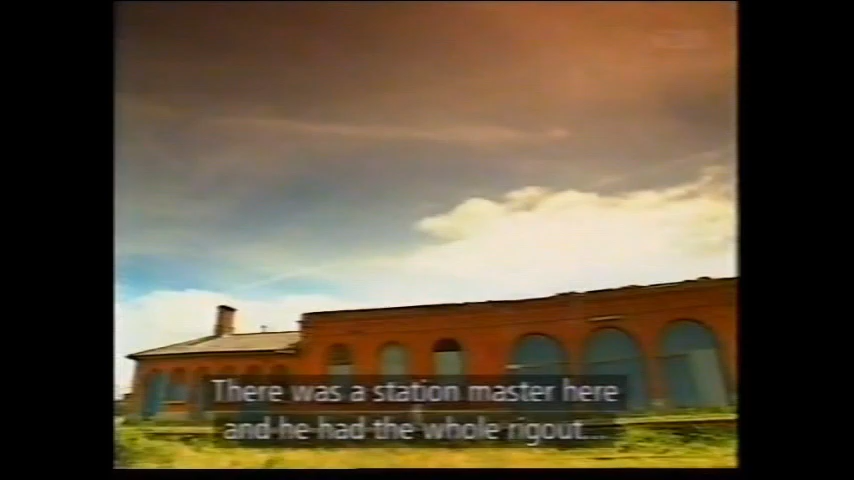 There was a station master here
and he had the whole rigout...